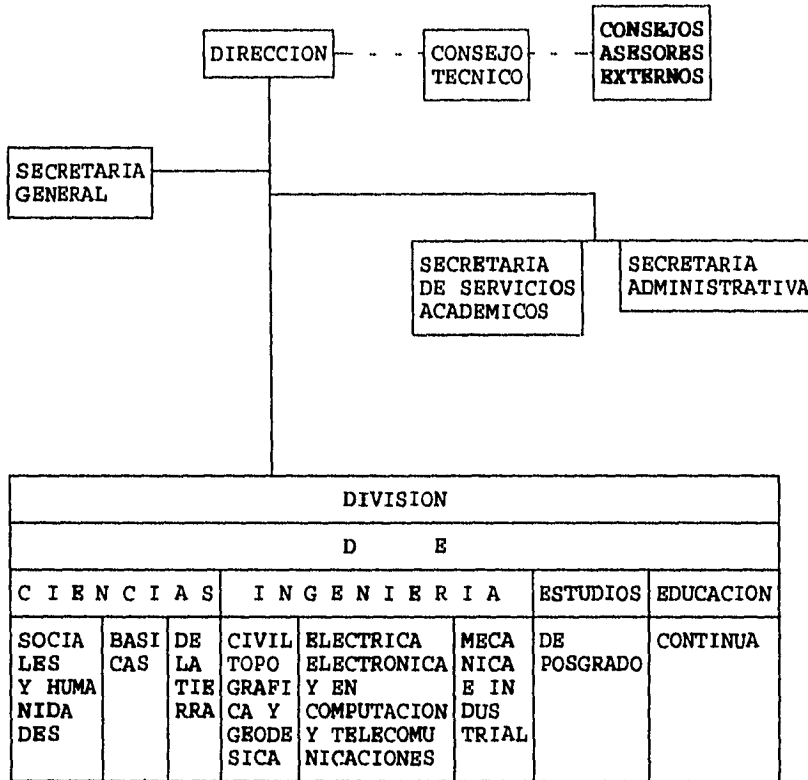 DIRECCION
CONSEJO
TECNICO
CONSEJOS
ASESORES
EXTERNOS
SECRETARIA
GENERAL
SECRETARIA
DE SERVICIOS
ACADEMICOS
SECRETARIA
ADMINISTRATIVA
DIVISION
D E
C I E N C I A S
I N G E N I E R I A
ESTUDIOS
EDUCACION
SOCIA
LES
Y HUMA
NIDA
DES
BASI
CAS
DE
LA
TIE
RRA
CIVIL
TOPO
GRAFI
CA Y
GEODE
SICA
ELECTRICA
ELECTRONICA
Y EN
COMPUTACION
Y TELECOMU
NICACIONES
MECA
NICA
E IN
DUS
TRIAL
DE
POSGRADO
CONTINUA